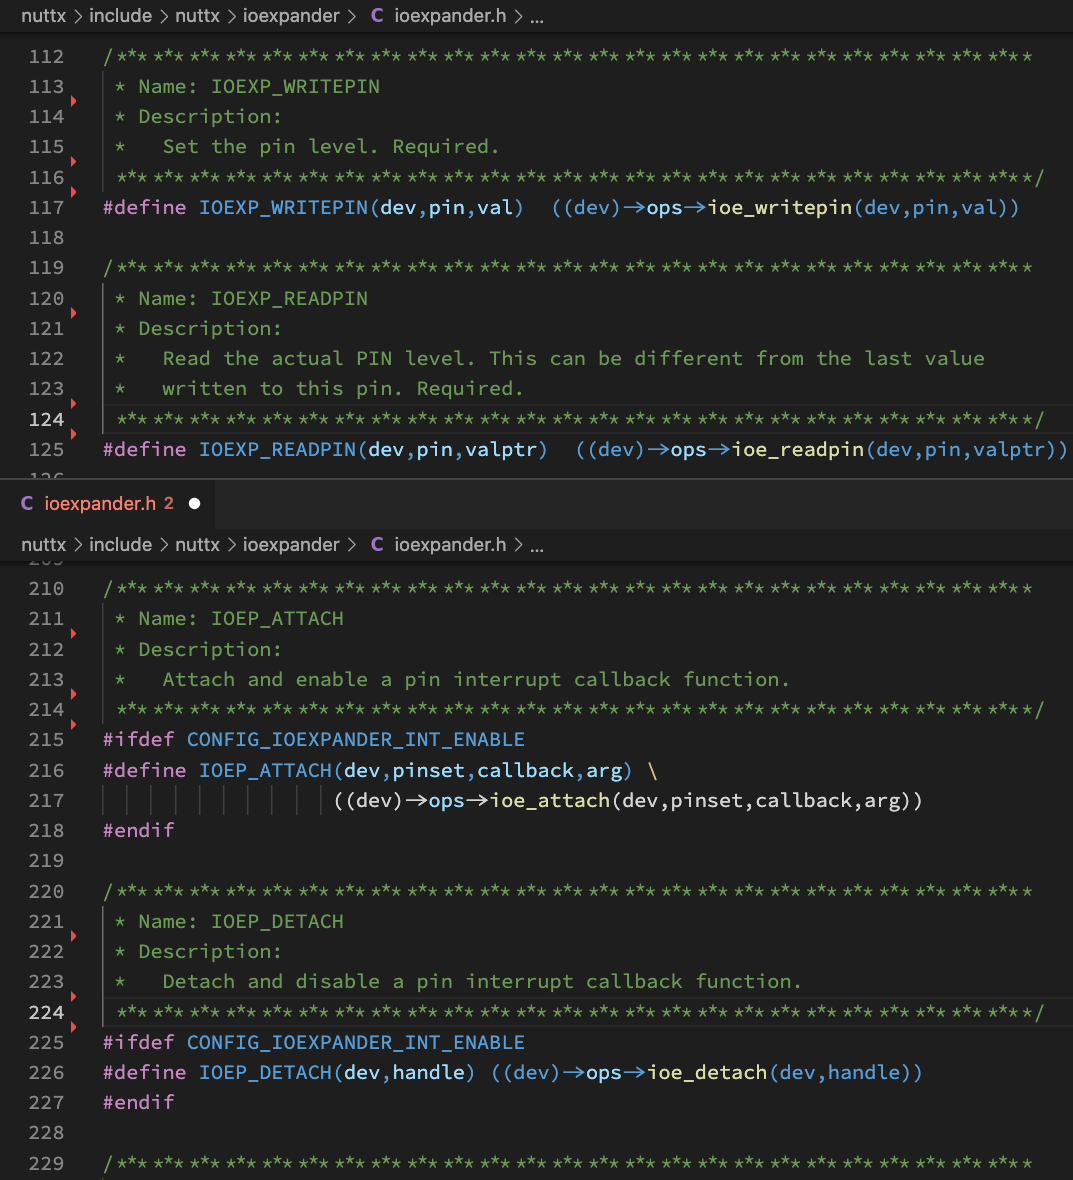 nuttx > include > nuttx > ioexpander > C ioexpander.h > ...
112 /****************************************************************************
113  * Name: IOEXP_WRITEPIN
114  * Description:
115  *   Set the pin level. Required.
116  ****************************************************************************/
117 #define IOEXP_WRITEPIN(dev,pin,val)  ((dev)->ops->ioe_writepin(dev,pin,val))
118
119 /****************************************************************************
120  * Name: IOEXP_READPIN
121  * Description:
122  *   Read the actual PIN level. This can be different from the last value
123  *   written to this pin. Required.
124  ****************************************************************************/
125 #define IOEXP_READPIN(dev,pin,valptr)  ((dev)->ops->ioe_readpin(dev,pin,valptr))
C ioexpander.h 2 ●
nuttx > include > nuttx > ioexpander > C ioexpander.h > ...
210 /****************************************************************************
211  * Name: IOEP_ATTACH
212  * Description:
213  *   Attach and enable a pin interrupt callback function.
214  ****************************************************************************/
215 #ifdef CONFIG_IOEXPANDER_INT_ENABLE
216 #define IOEP_ATTACH(dev,pinset,callback,arg) \
217                    ((dev)->ops->ioe_attach(dev,pinset,callback,arg))
218 #endif
219
220 /****************************************************************************
221  * Name: IOEP_DETACH
222  * Description:
223  *   Detach and disable a pin interrupt callback function.
224  ****************************************************************************/
225 #ifdef CONFIG_IOEXPANDER_INT_ENABLE
226 #define IOEP_DETACH(dev,handle) ((dev)->ops->ioe_detach(dev,handle))
227 #endif
228
229 /****************************************************************************